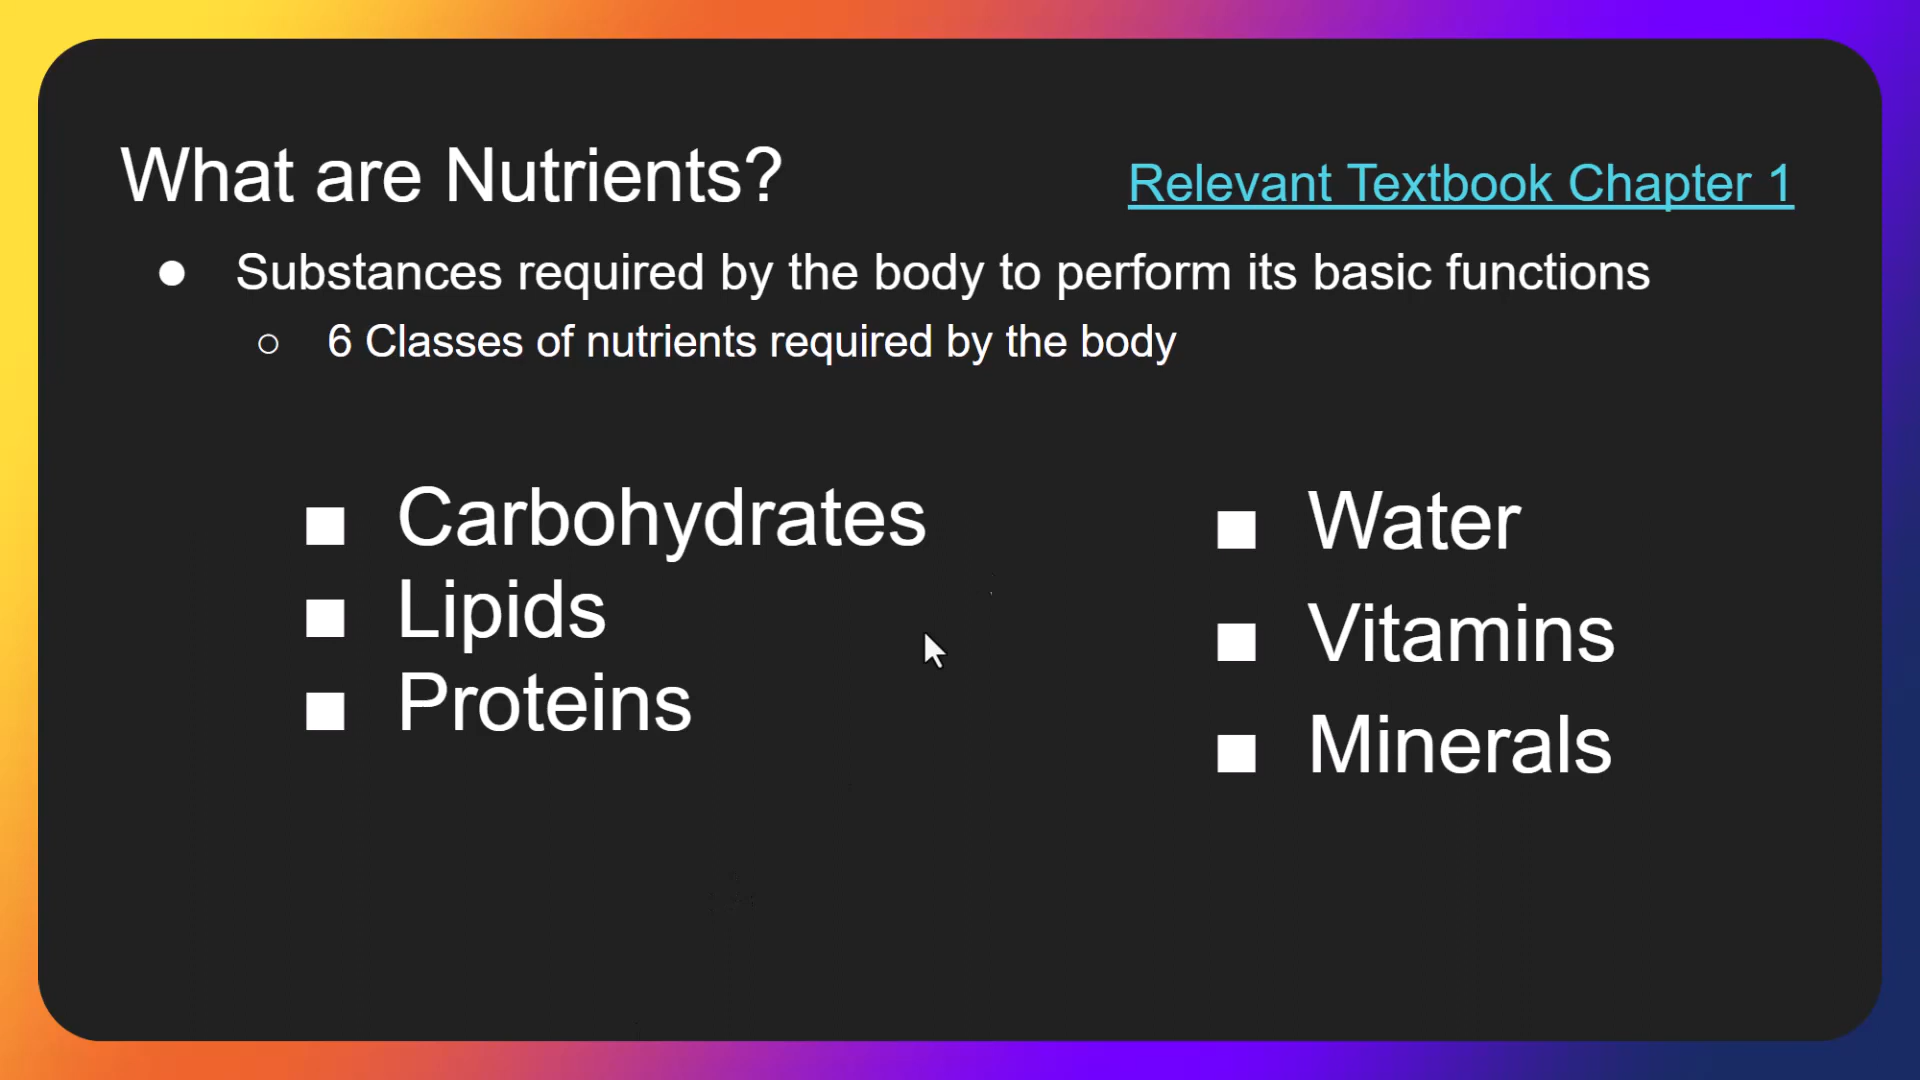 What are Nutrients?
Relevant Textbook Chapter 1
● Substances required by the body to perform its basic functions
○ 6 Classes of nutrients required by the body
■ Carbohydrates
■ Lipids
■ Proteins
■ Water
■ Vitamins
■ Minerals